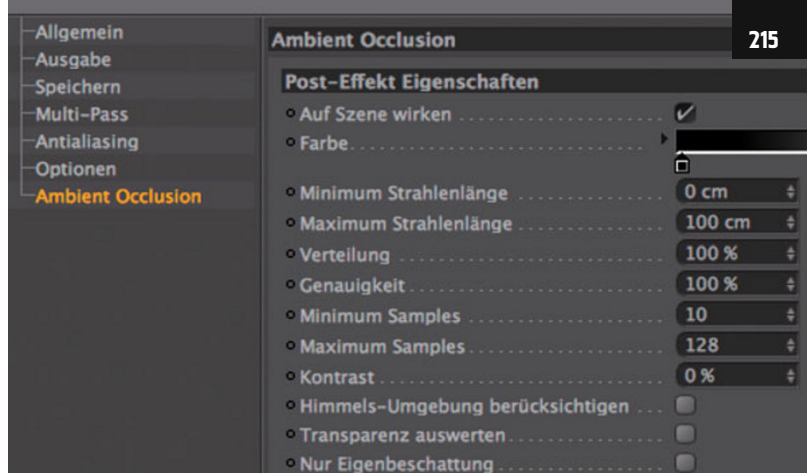 215
Allgemein
Ausgabe
Speichern
Multi-Pass
Antialiasing
Optionen
Ambient Occlusion
Ambient Occlusion
Post-Effekt Eigenschaften
Auf Szene wirken
Farbe
Minimum Strahlenlänge 0 cm
Maximum Strahlenlänge 100 cm
Verteilung 100 %
Genauigkeit 100 %
Minimum Samples 10
Maximum Samples 128
Kontrast 0 %
Himmels-Umgebung berücksichtigen
Transparenz auswerten
Nur Eigenbeschattung